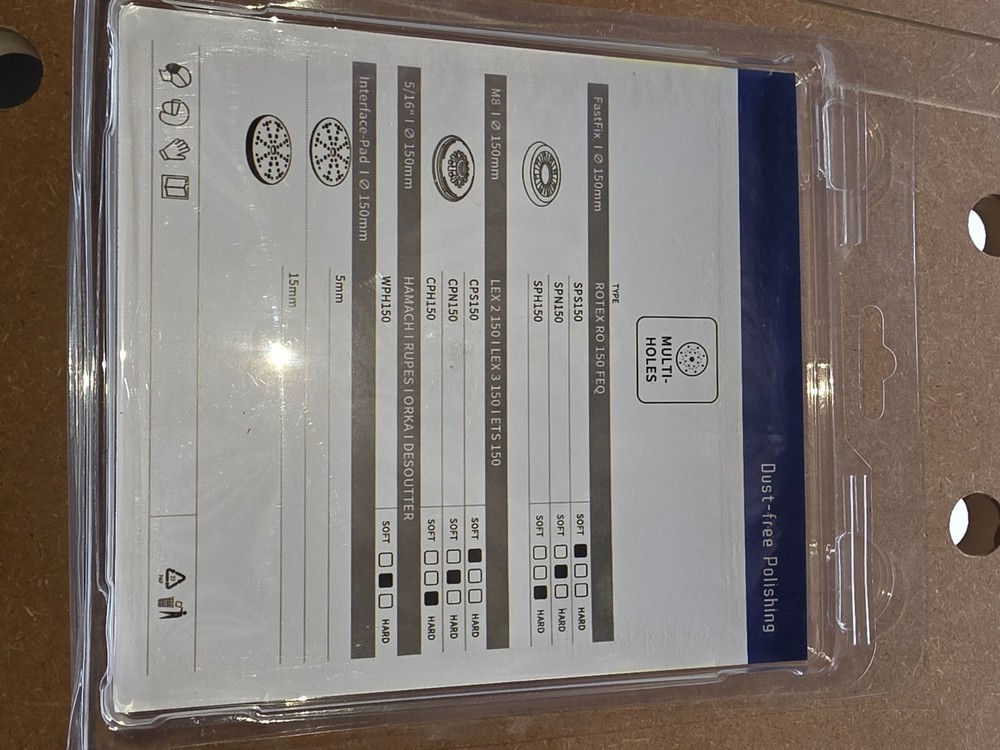 Dust-free Polishing
MULTI-
HOLES
TYPE
FastFix I Ø 150mm ROTEX RO 150 FEQ
SPS150 SOFT HARD
SPN150
SPH150 SOFT HARD
M8 I Ø 150mm LEX 2 150 I LEX 3 150 I ETS 150
CPS150 SOFT HARD
CPN150 SOFT HARD
CPH150 SOFT HARD
5/16" I Ø 150mm HAMACH I RUPES I ORKA I DESOUTTER
WPH150 SOFT HARD
Interface-Pad I Ø 150mm
5mm
15mm